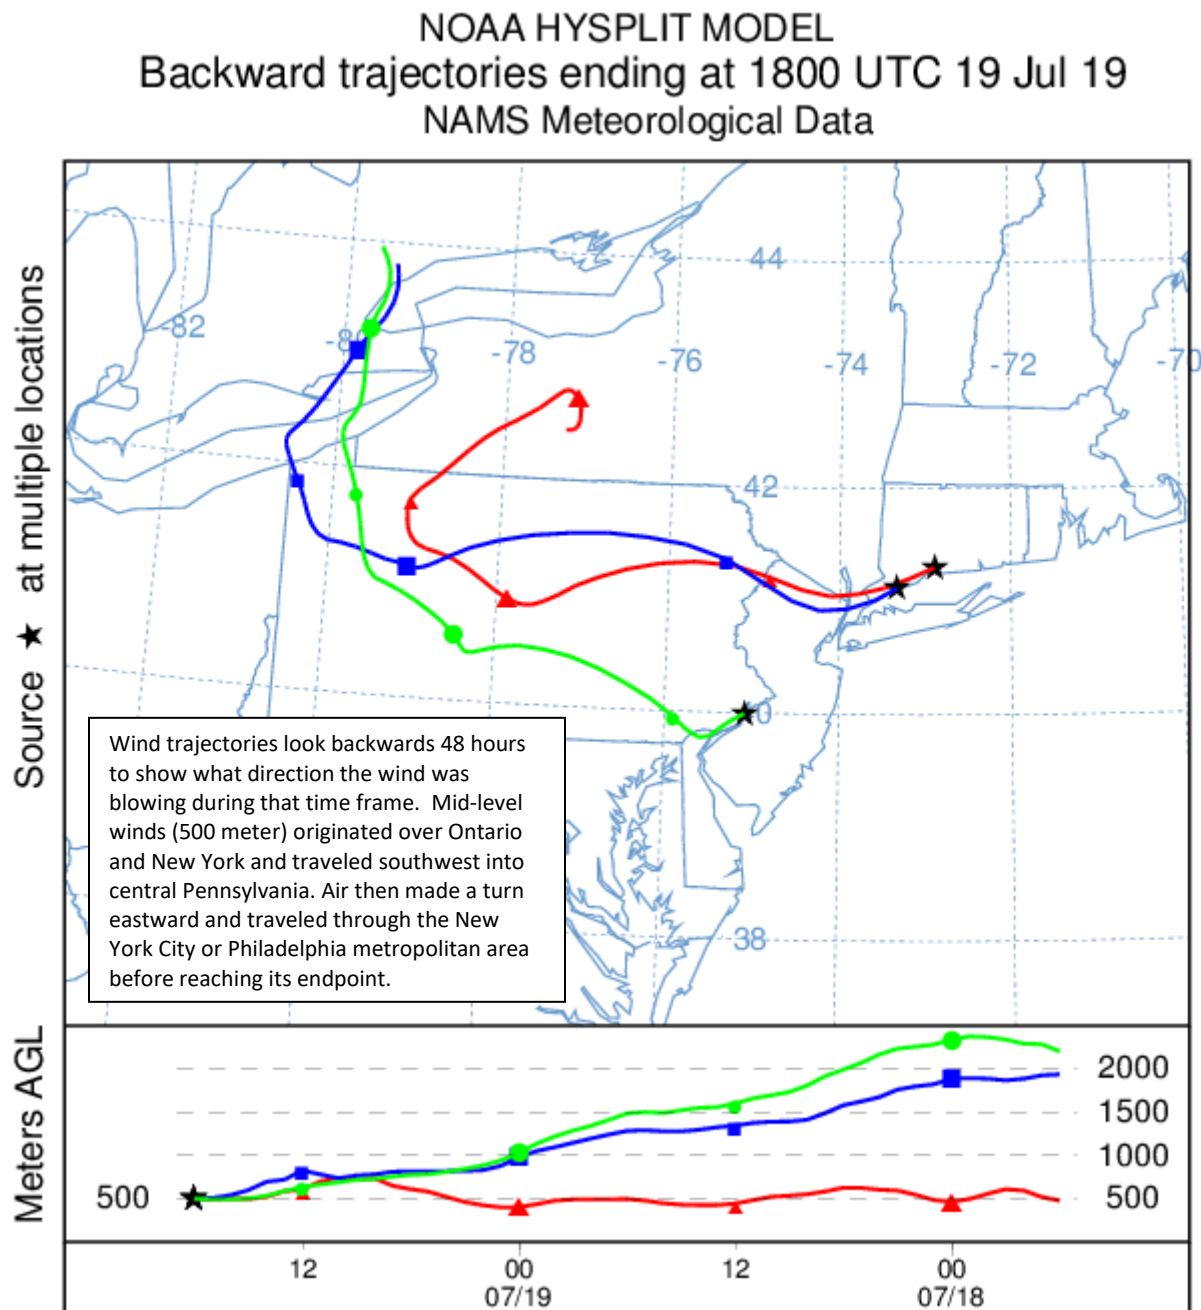 NOAA HYSPLIT MODEL
Backward trajectories ending at 1800 UTC 19 Jul 19
NAMS Meteorological Data
Source ★ at multiple locations
44
-82
-78
-76
-74
-72
-70
42
Wind trajectories look backwards 48 hours
to show what direction the wind was
blowing during that time frame.  Mid-level
winds (500 meter) originated over Ontario
and New York and traveled southwest into
central Pennsylvania. Air then made a turn
eastward and traveled through the New
York City or Philadelphia metropolitan area
before reaching its endpoint.
38
Meters AGL
2000
1500
1000
500
500
12
00
12
00
07/19
07/18